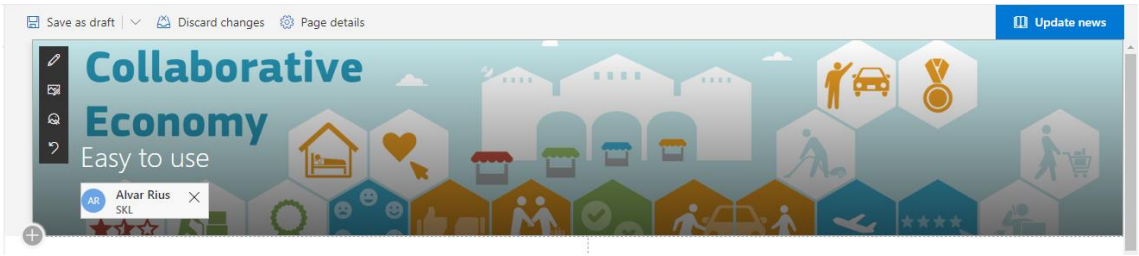 Save as draft Discard changes Page details Update news
Collaborative
Economy
Easy to use
AR Alvar Rius
SKL